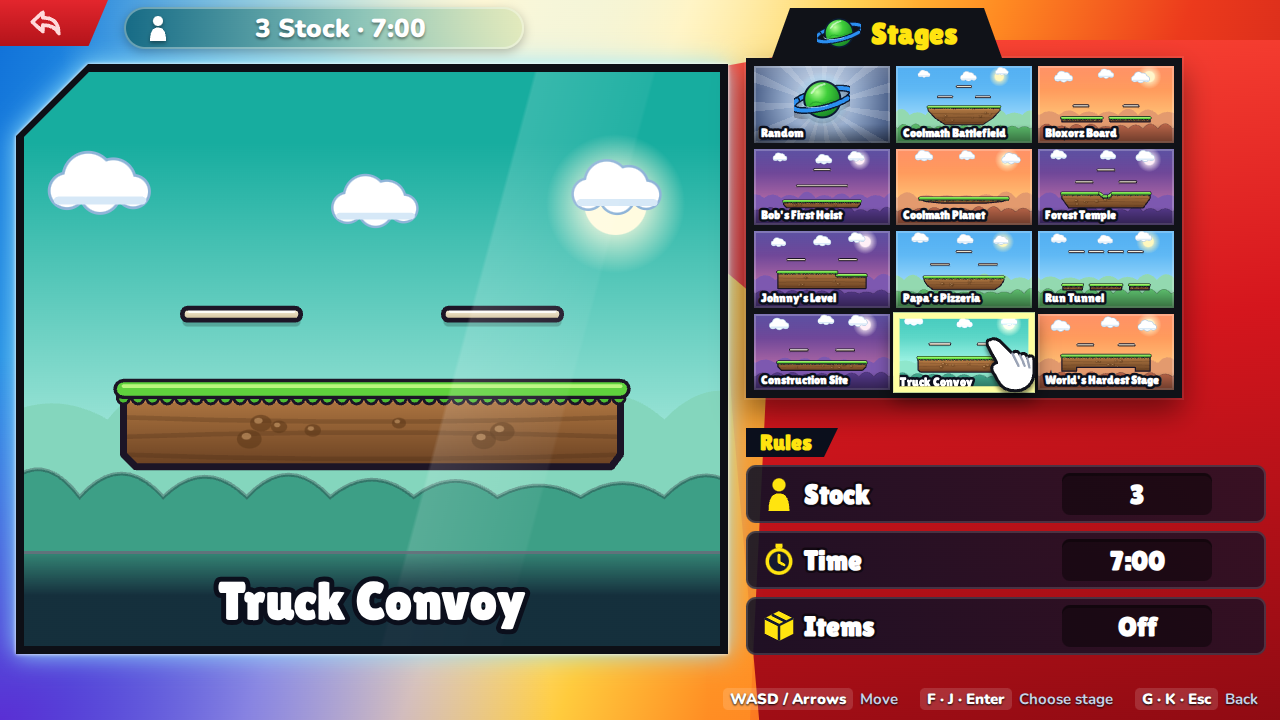 3 Stock · 7:00
Stages
Random
Coolmath Battlefield
Bloxorz Board
Bob's First Heist
Coolmath Planet
Forest Temple
Johnny's Level
Papa's Pizzeria
Run Tunnel
Construction Site
Truck Convoy
World's Hardest Stage
Truck Convoy
Rules
Stock 3
Time 7:00
Items Off
WASD / Arrows Move F · J · Enter Choose stage G · K · Esc Back